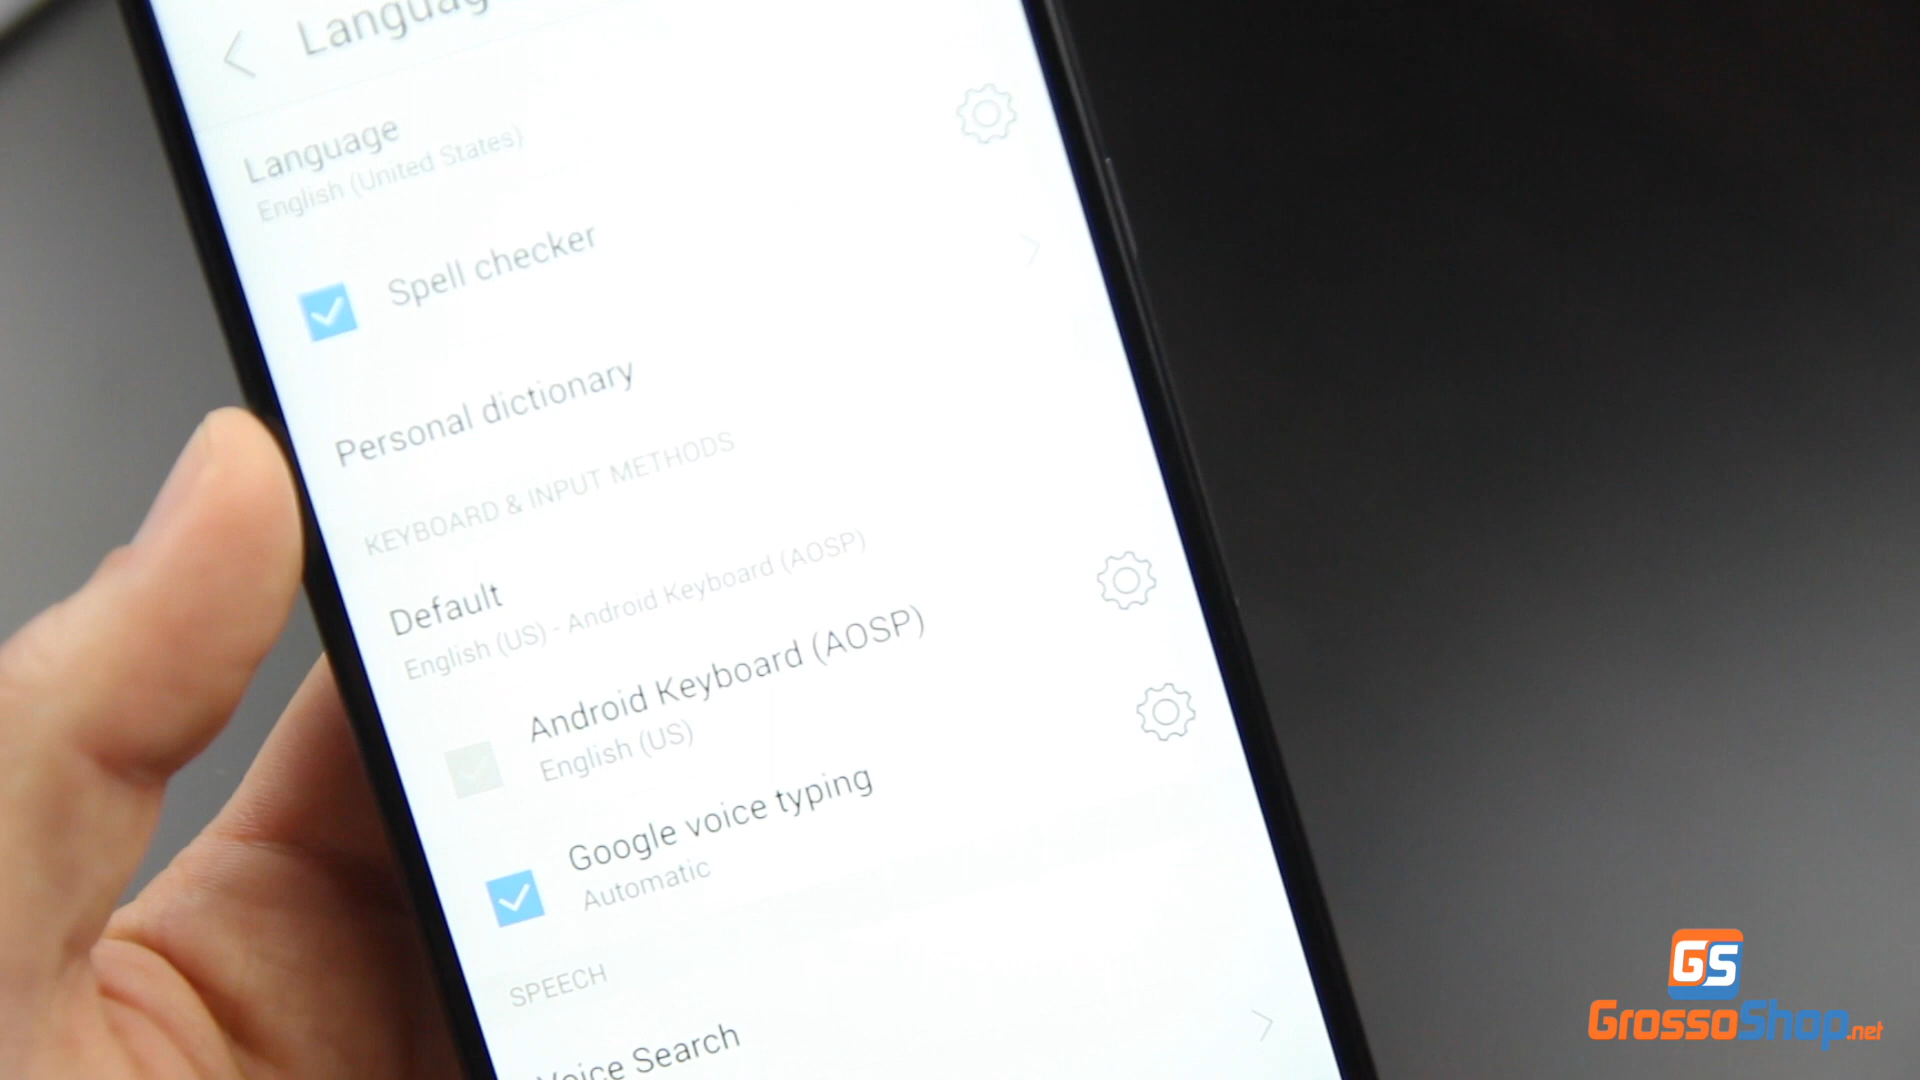 Language
English (United States)
Spell checker
Personal dictionary
KEYBOARD & INPUT METHODS
Default
English (US) - Android Keyboard (AOSP)
Android Keyboard (AOSP)
English (US)
Google voice typing
Automatic
SPEECH
Voice Search
GS
GrossoShop.net